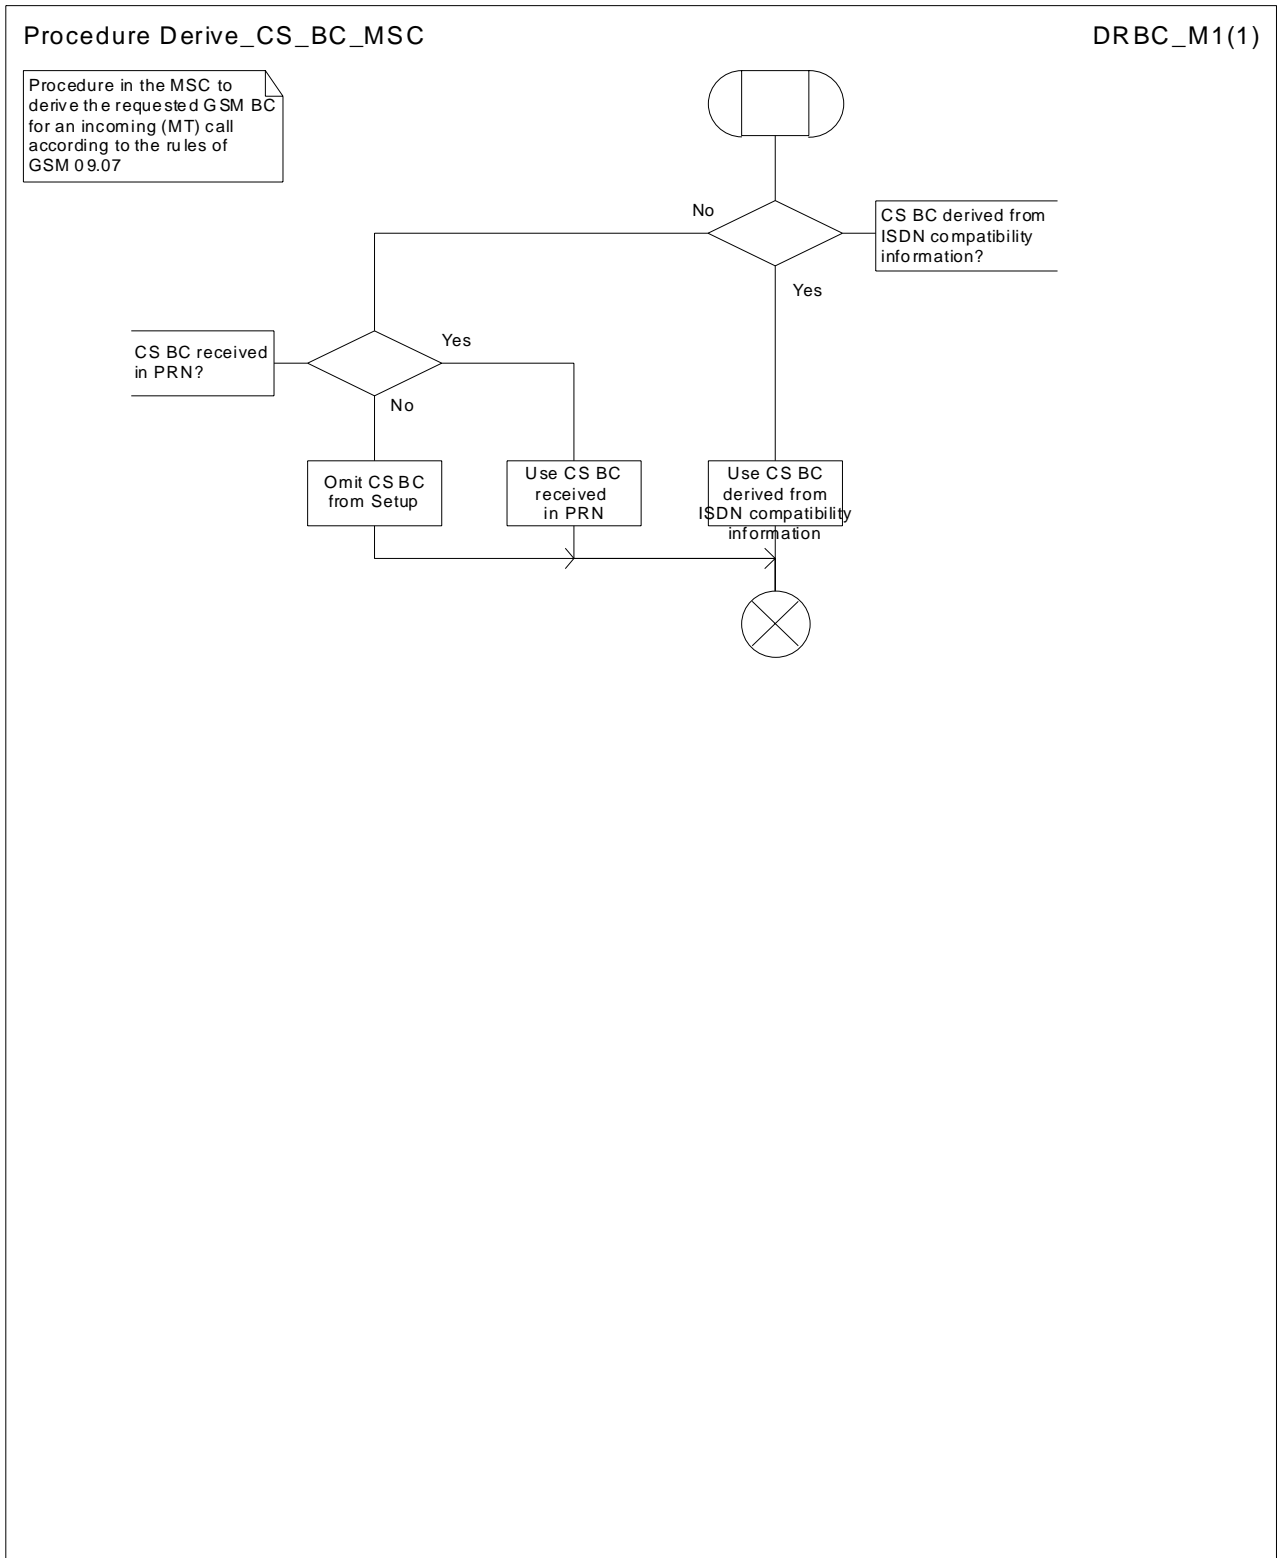 Procedure Derive_CS_BC_MSC
DRBC_M1(1)
Procedure in the MSC to
derive the requested GSM BC
for an incoming (MT) call
according to the rules of
GSM 09.07
No
CS BC derived from
ISDN compatibility
information?
Yes
CS BC received
in PRN?
Yes
No
Omit CS BC
from Setup
Use CS BC
received
in PRN
Use CS BC
derived from
ISDN compatibility
information